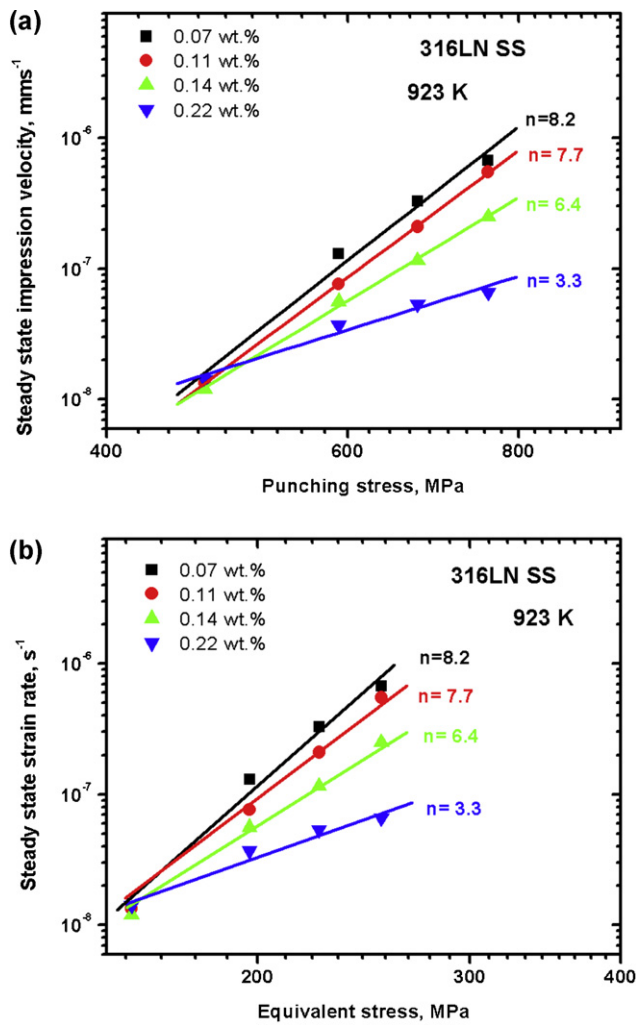 (a)
0.07 wt.%
0.11 wt.%
0.14 wt.%
0.22 wt.%
316LN SS
923 K
n=8.2
n= 7.7
n= 6.4
n= 3.3
10⁻⁶
10⁻⁷
10⁻⁸
Steady state impression velocity, mms⁻¹
400
600
800
Punching stress, MPa
(b)
0.07 wt.%
0.11 wt.%
0.14 wt.%
0.22 wt.%
316LN SS
923 K
n=8.2
n= 7.7
n= 6.4
n= 3.3
10⁻⁶
10⁻⁷
10⁻⁸
Steady state strain rate, s⁻¹
200
300
400
Equivalent stress, MPa